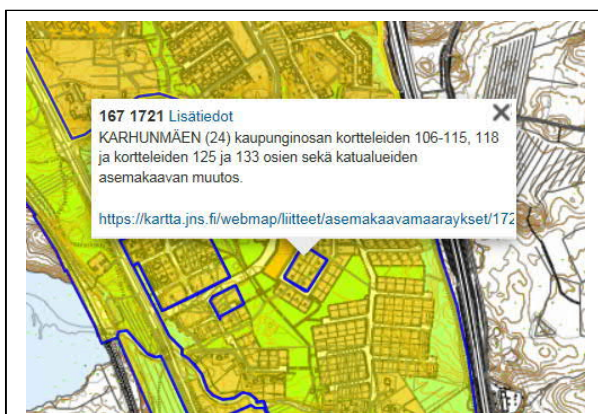 167 1721 Lisätiedot
KARHUNMÄEN (24) kaupunginosan kortteleiden 106-115, 118
ja kortteleiden 125 ja 133 osien sekä katualueiden
asemakaavan muutos.
https://kartta.jns.fi/webmap/liitteet/asemakaavamaaraykset/172